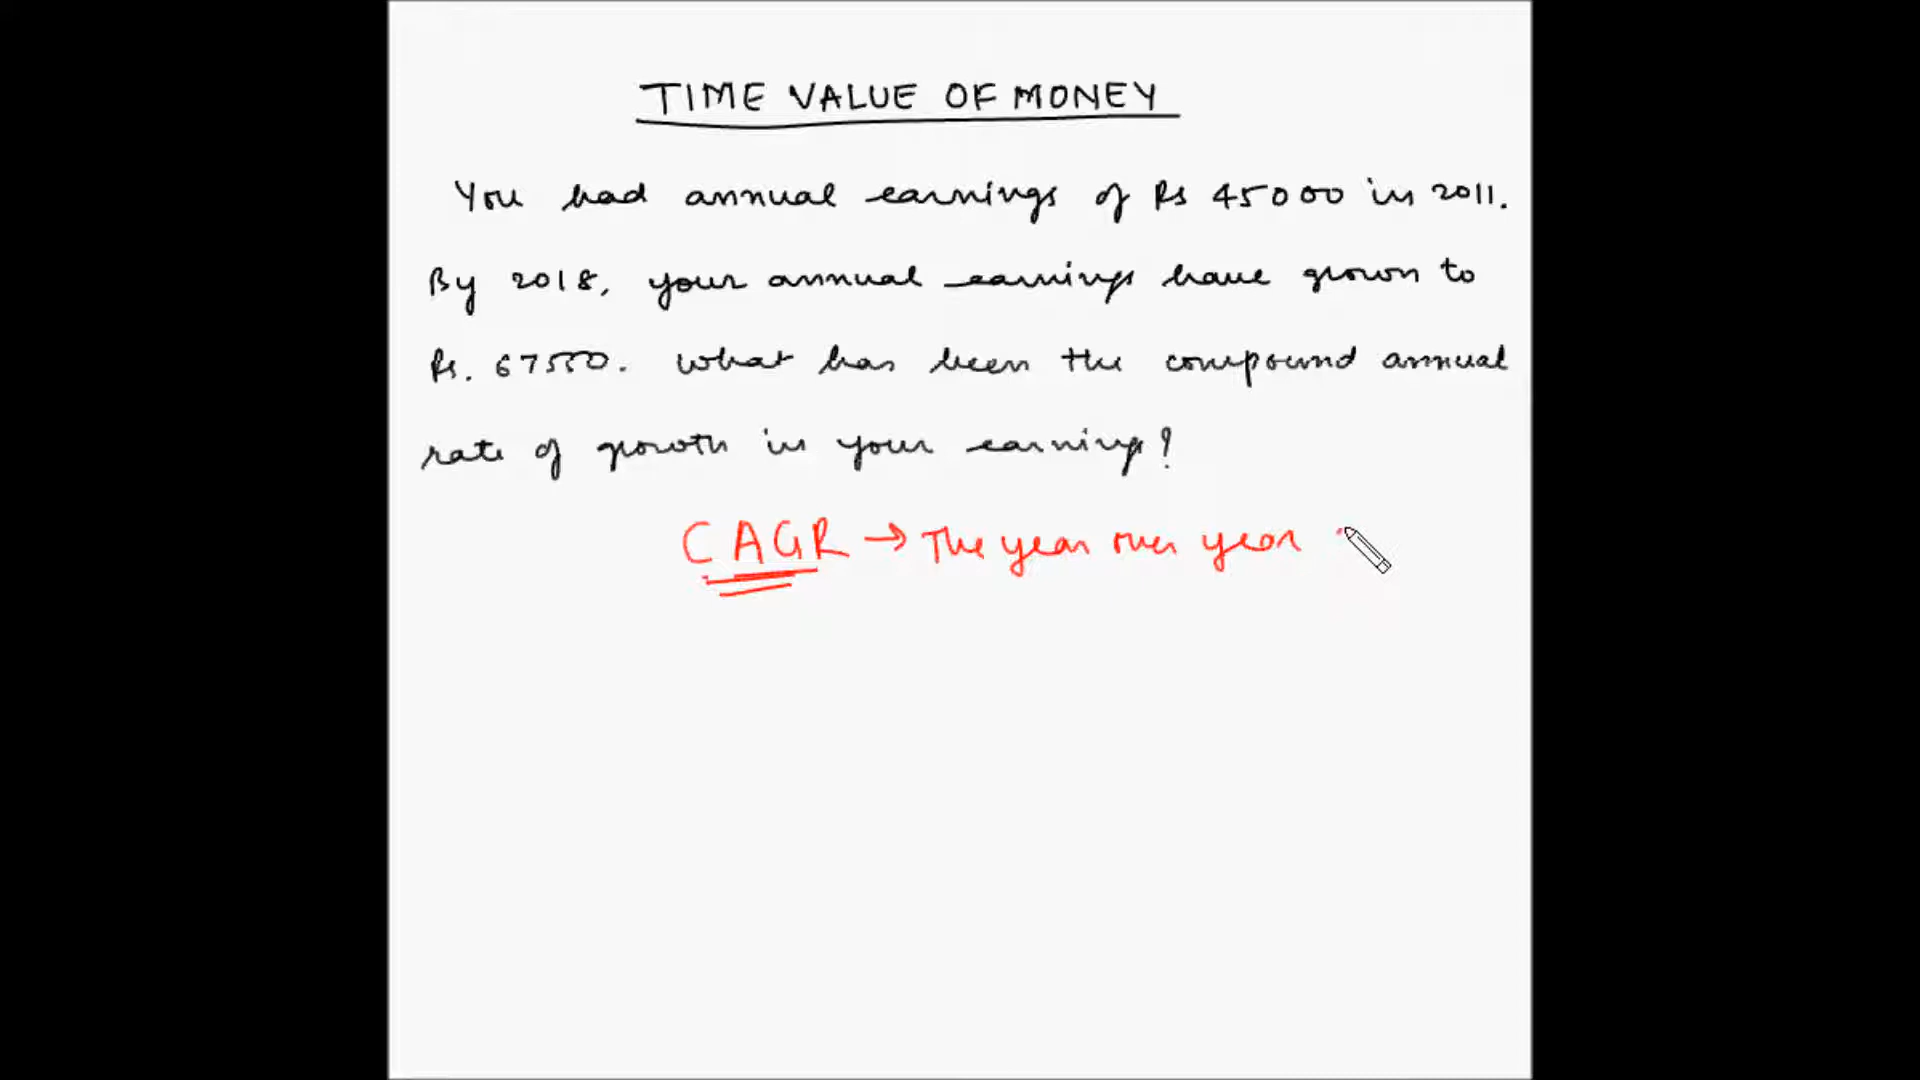 TIME VALUE OF MONEY
You had annual earnings of Rs 45000 in 2011.
By 2018, your annual earnings have grown to
Rs. 67500. What has been the compound annual
rate of growth in your earnings?
CAGR → The year over year